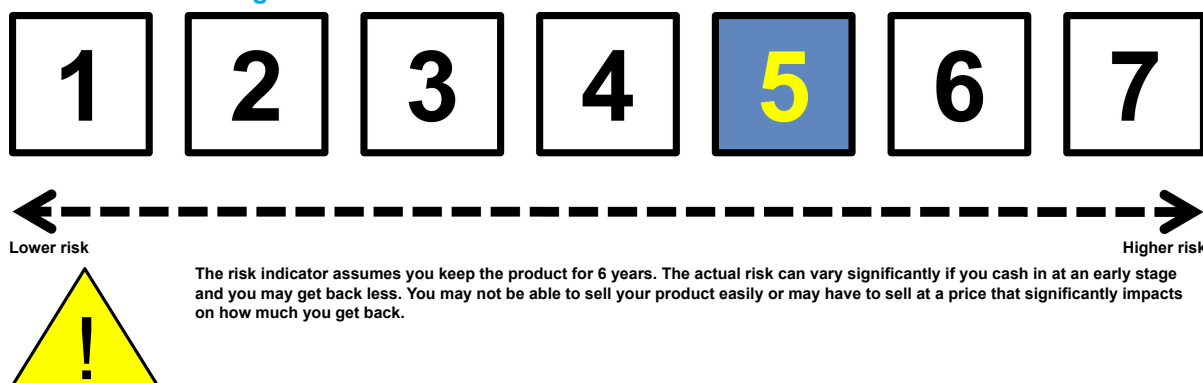 1 2 3 4 5 6 7
Lower risk Higher risk
The risk indicator assumes you keep the product for 6 years. The actual risk can vary significantly if you cash in at an early stage
and you may get back less. You may not be able to sell your product easily or may have to sell at a price that significantly impacts
on how much you get back.
!